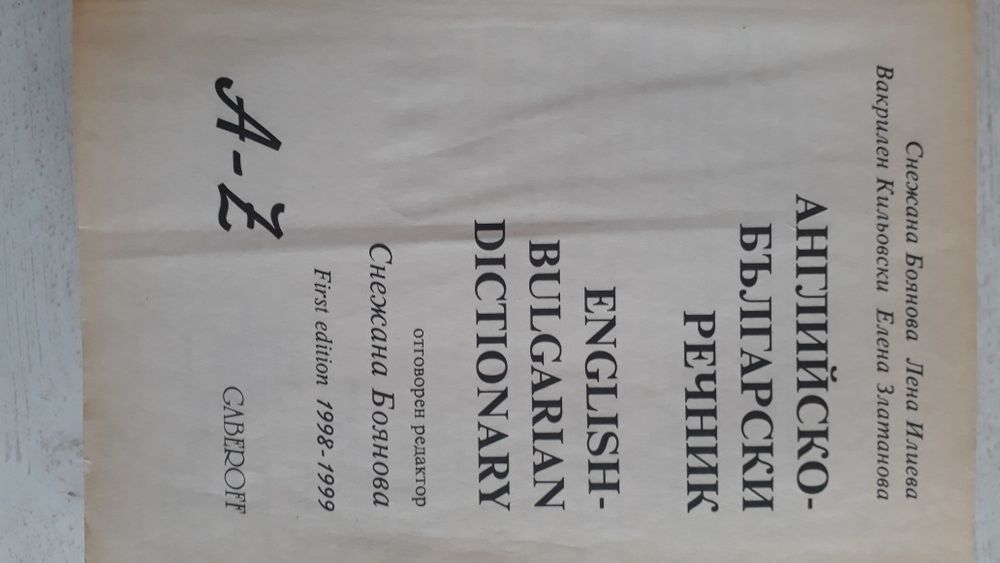 Снежана Боянова Лена Илиева
Вакрилен Кильовски Елена Златанова
АНГЛИЙСКО-
БЪЛГАРСКИ
РЕЧНИК
ENGLISH-
BULGARIAN
DICTIONARY
отговорен редактор
Снежана Боянова
First edition 1998-1999
A-Z
GABEROFF